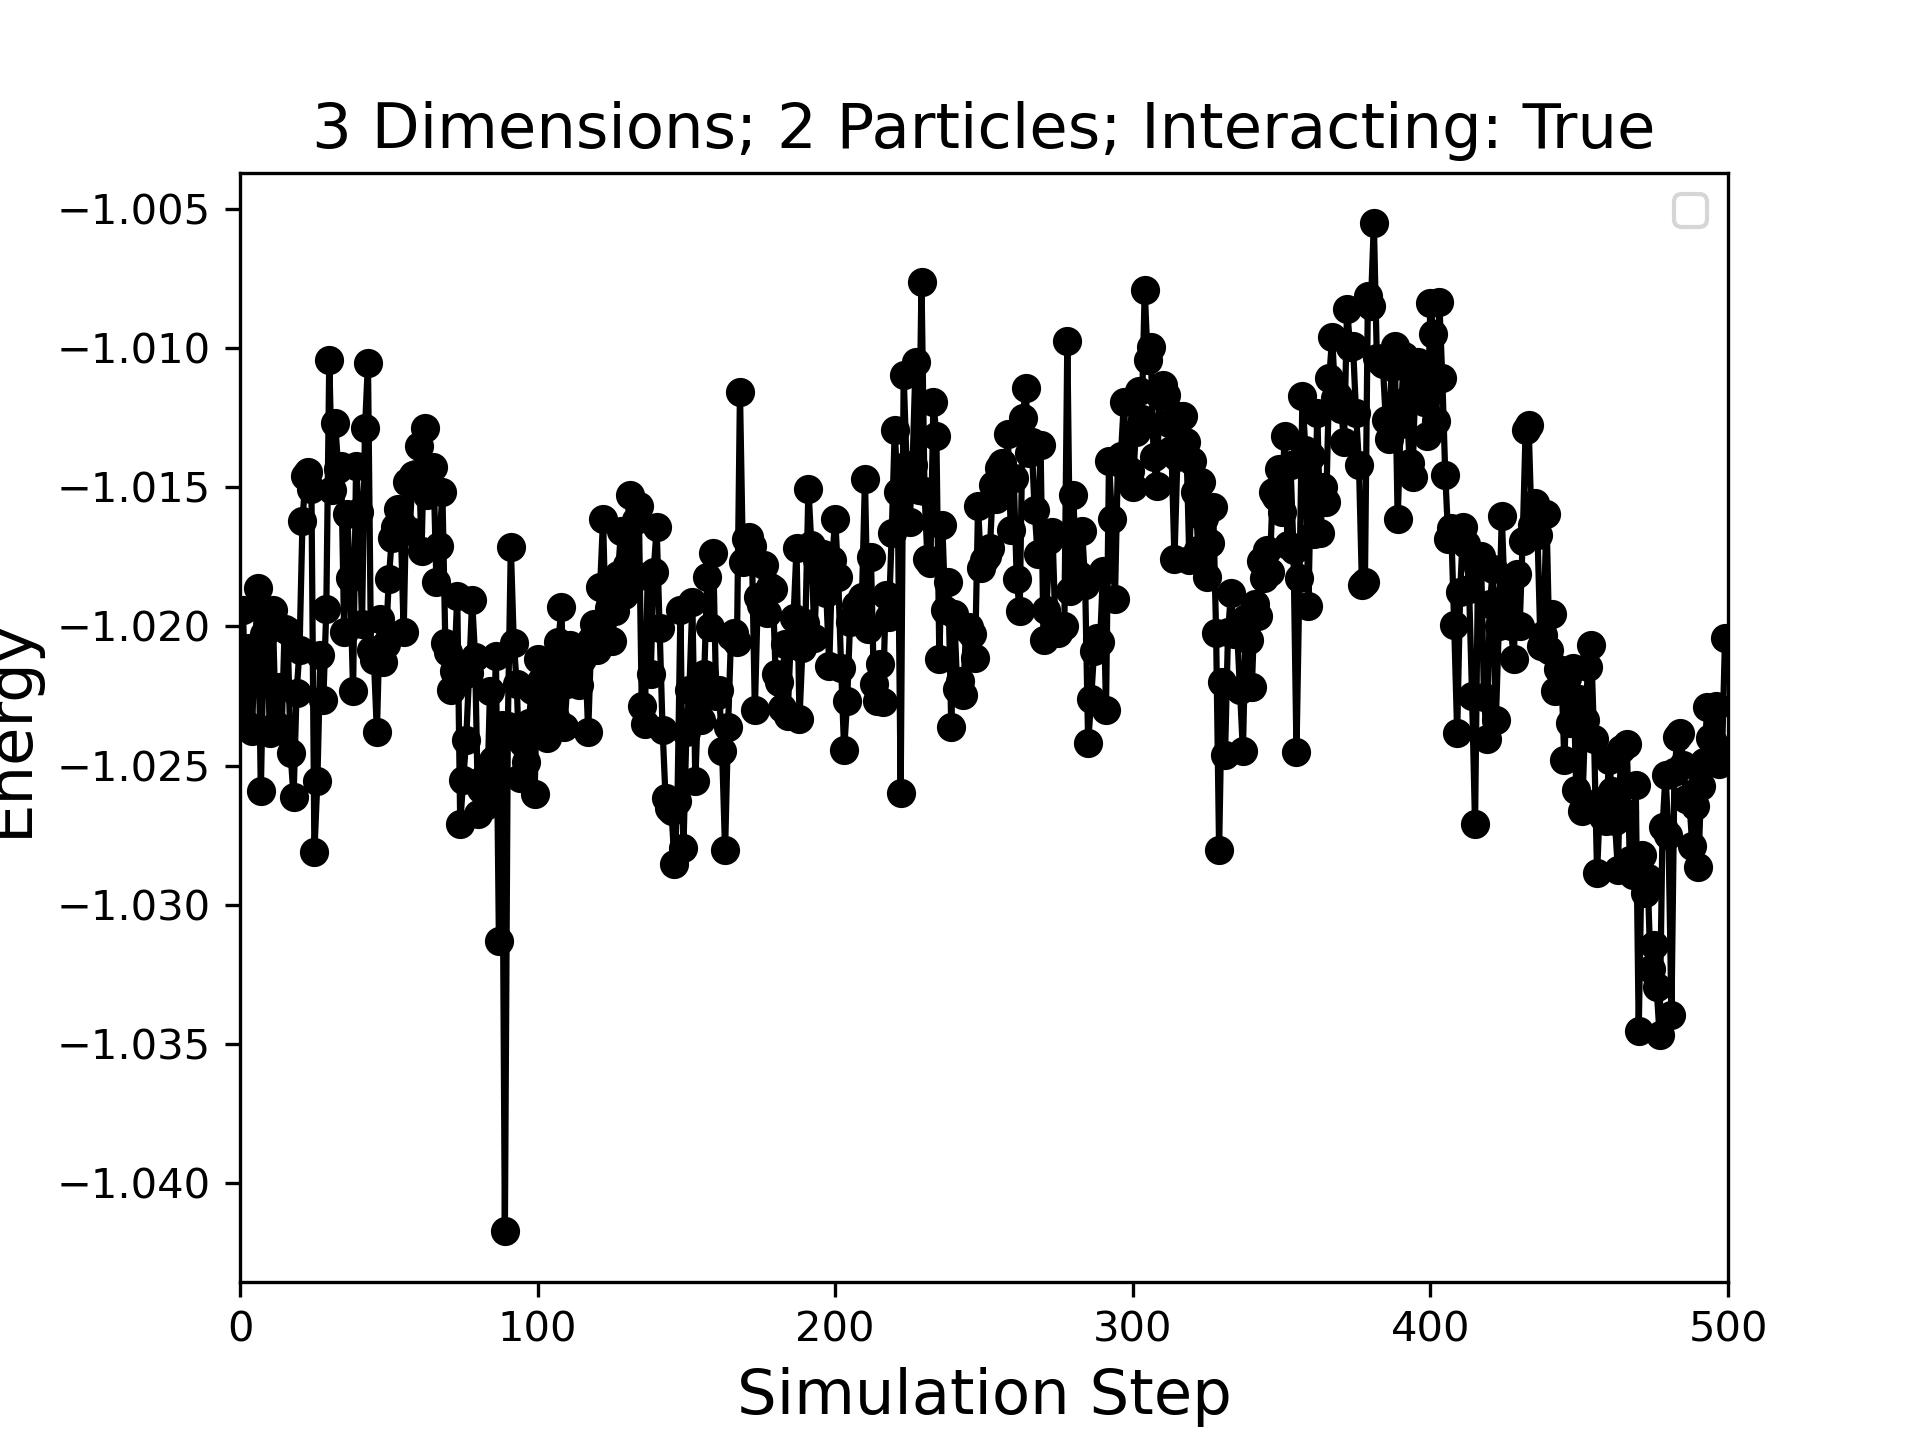 3 Dimensions; 2 Particles; Interacting: True
−1.005
−1.010
−1.015
−1.020
−1.025
−1.030
−1.035
−1.040
Energy
0 100 200 300 400 500
Simulation Step